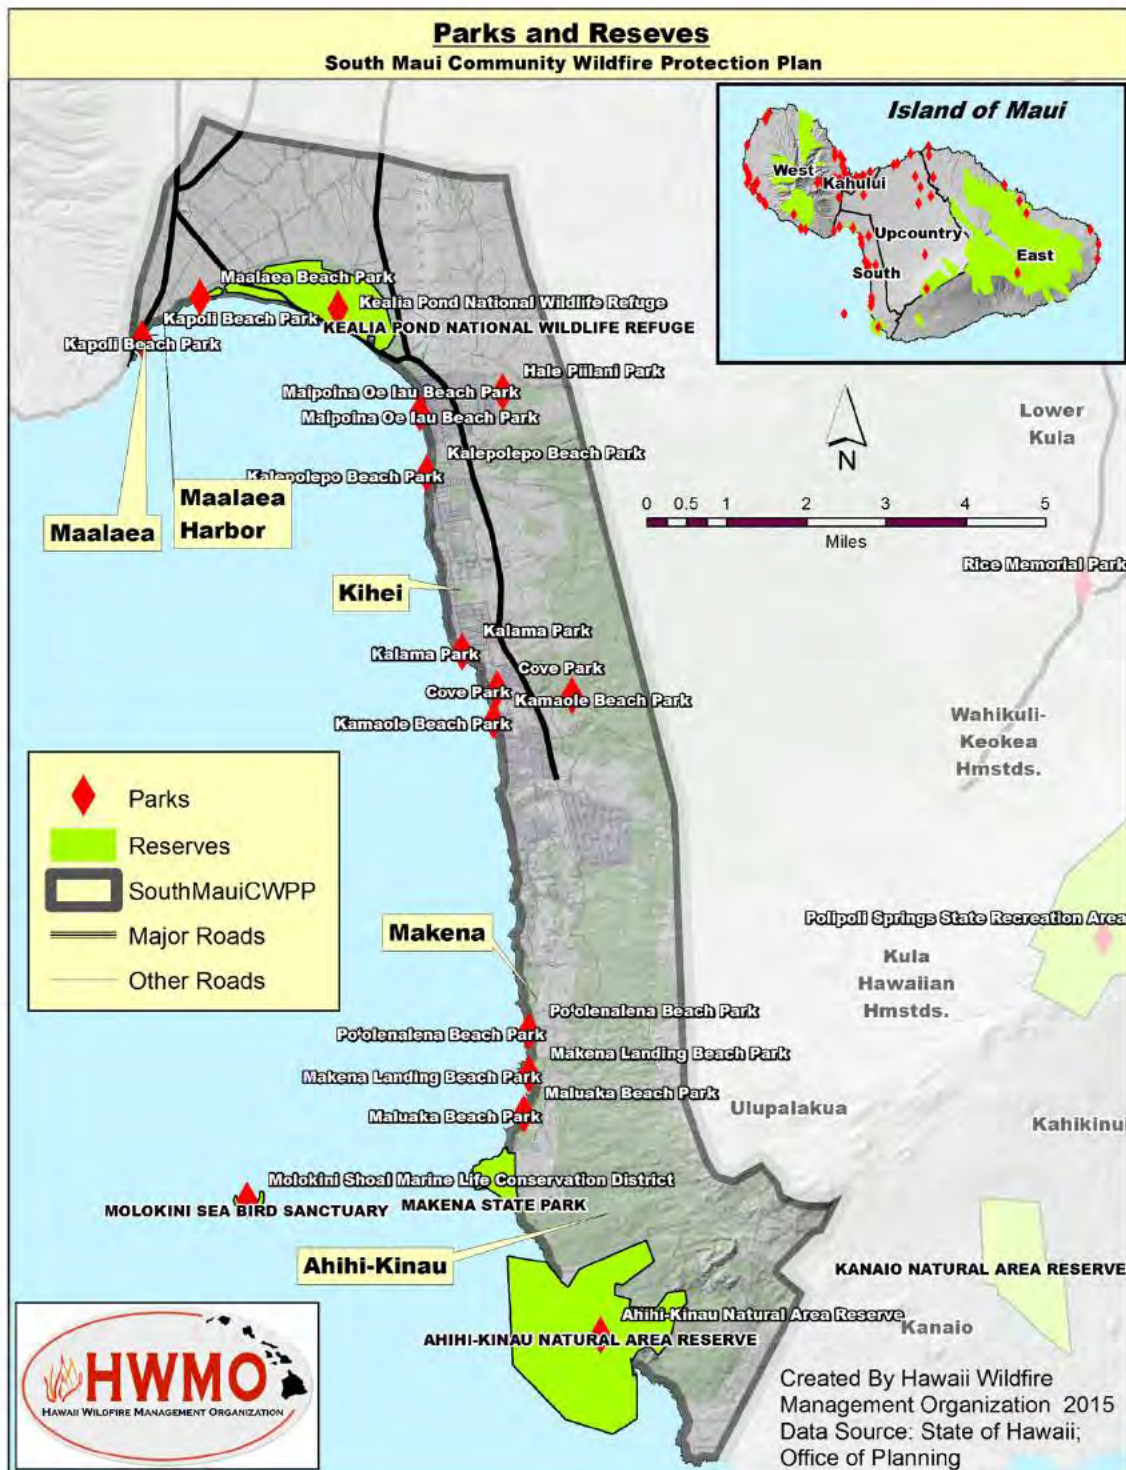 Parks and Reseves
South Maui Community Wildfire Protection Plan
Island of Maui
West
Kahului
Upcountry
East
South
Maalaea Beach Park
Kealia Pond National Wildlife Refuge
Kapoli Beach Park
KEALIA POND NATIONAL WILDLIFE REFUGE
Kapoli Beach Park
Hale Piilani Park
Maipoina Oe Iau Beach Park
Maipoina Oe Iau Beach Park
Lower
Kula
N
Kalepolepo Beach Park
Kalepolepo Beach Park
Maalaea
Harbor
Maalaea
0 0.5 1 2 3 4 5
Miles
Rice Memorial Park
Kihei
Kalama Park
Kalama Park
Cove Park
Cove Park
Kamaole Beach Park
Kamaole Beach Park
Wahikuli-
Keokea
Hmstds.
Parks
Reserves
SouthMauiCWPP
Major Roads
Other Roads
Makena
Polipoli Springs State Recreation Area
Kula
Hawaiian
Hmstds.
Po'olenalena Beach Park
Po'olenalena Beach Park
Makena Landing Beach Park
Makena Landing Beach Park
Maluaka Beach Park
Maluaka Beach Park
Ulupalakua
Kahikinui
Molokini Shoal Marine Life Conservation District
MOLOKINI SEA BIRD SANCTUARY
MAKENA STATE PARK
Ahihi-Kinau
KANAIO NATURAL AREA RESERVE
Ahihi-Kinau Natural Area Reserve
AHIHI-KINAU NATURAL AREA RESERVE
Kanaio
HWMO
HAWAII WILDFIRE MANAGEMENT ORGANIZATION
Created By Hawaii Wildfire
Management Organization 2015
Data Source: State of Hawaii;
Office of Planning